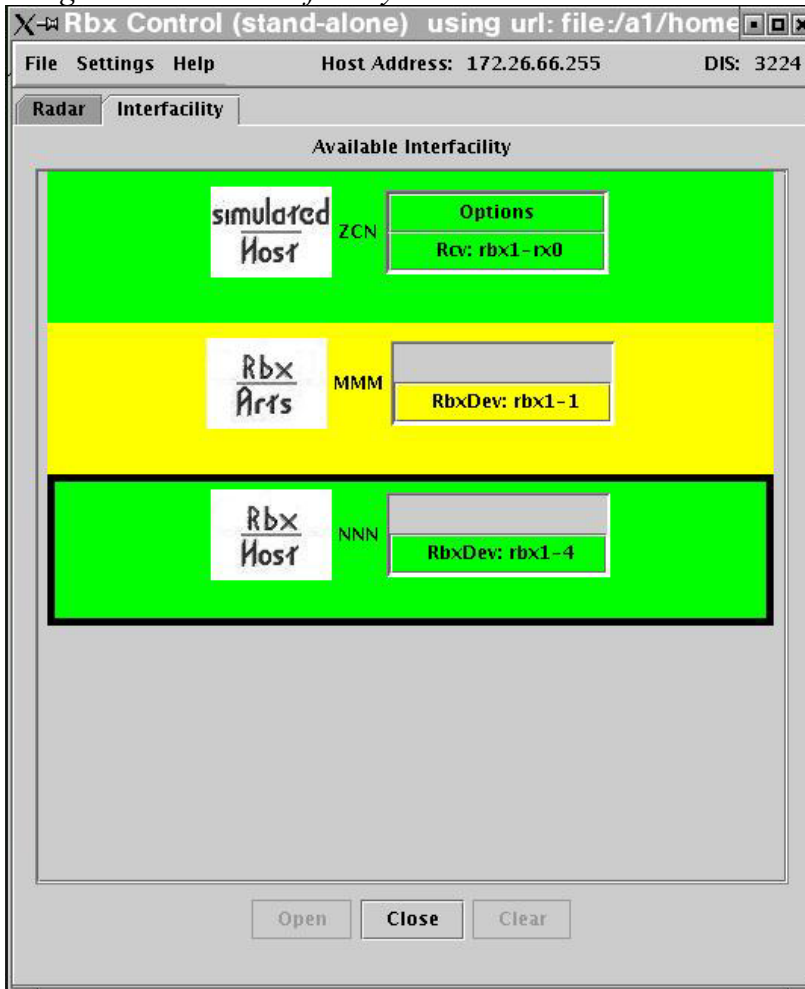 Rbx Control (stand-alone) using url: file:/a1/home
File Settings Help Host Address: 172.26.66.255 DIS: 3224
Radar Interfacility
Available Interfacility
simulated
Host
ZCN
Options
Rcv: rbx1-rx0
Rbx
Arts
MMM
RbxDev: rbx1-1
Rbx
Host
NNN
RbxDev: rbx1-4
Open Close Clear